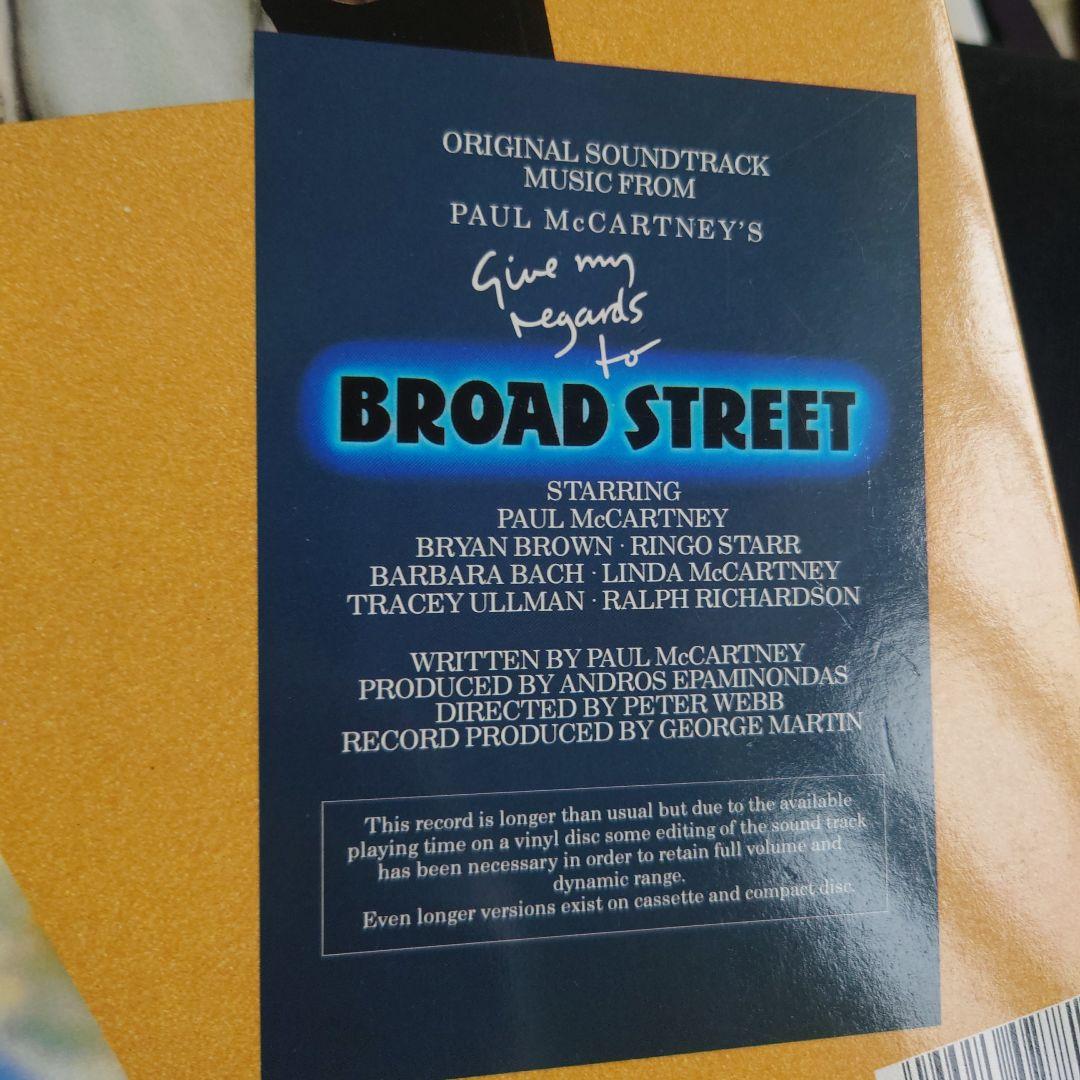 ORIGINAL SOUNDTRACK
MUSIC FROM
PAUL McCARTNEY'S
Give my
regards
to
BROAD STREET
STARRING
PAUL McCARTNEY
BRYAN BROWN · RINGO STARR
BARBARA BACH · LINDA McCARTNEY
TRACEY ULLMAN · RALPH RICHARDSON
WRITTEN BY PAUL McCARTNEY
PRODUCED BY ANDROS EPAMINONDAS
DIRECTED BY PETER WEBB
RECORD PRODUCED BY GEORGE MARTIN
This record is longer than usual but due to the available
playing time on a vinyl disc some editing of the sound track
has been necessary in order to retain full volume and
dynamic range.
Even longer versions exist on cassette and compact disc.